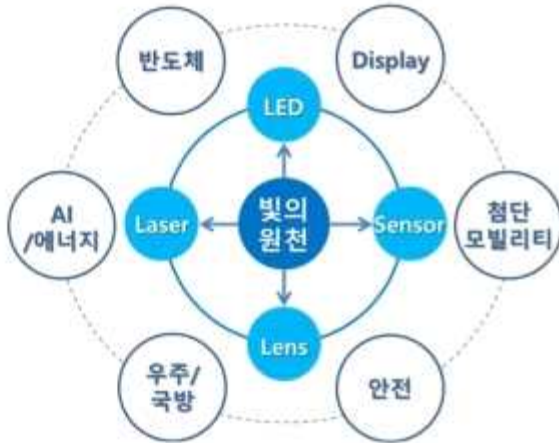 반도체
Display
LED
AI
/에너지
Laser
빛의
원천
Sensor
첨단
모빌리티
Lens
우주/
국방
안전